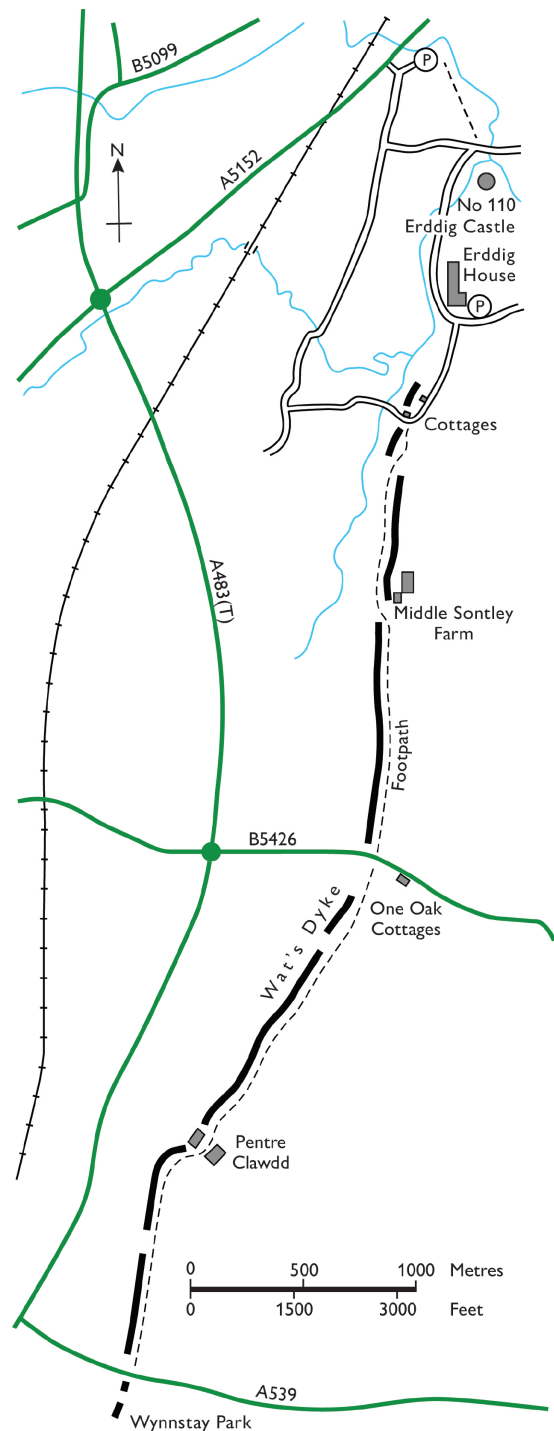 B5099
P
N
A5152
No 110
Erddig Castle
Erddig
House
P
Cottages
A483(T)
Middle Sontley
Farm
Footpath
B5426
One Oak
Cottages
Wat's Dyke
Pentre
Clawdd
0 500 1000 Metres
0 1500 3000 Feet
A539
Wynnstay Park